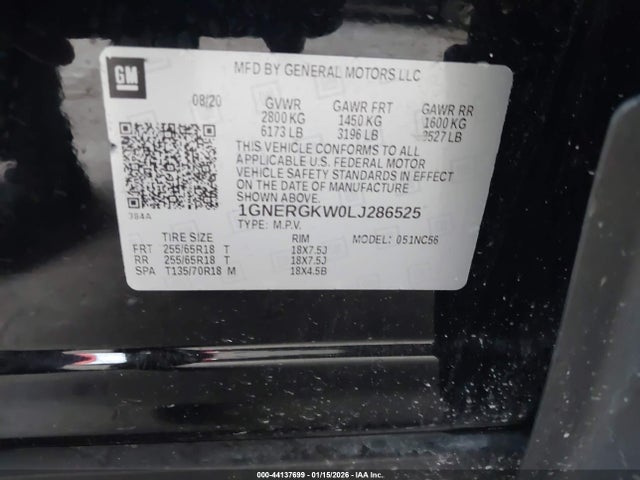 GM
MFD BY GENERAL MOTORS LLC
08/20 GVWR GAWR FRT GAWR RR
2800 KG 1450 KG 1600 KG
6173 LB 3196 LB 3527 LB
THIS VEHICLE CONFORMS TO ALL
APPLICABLE U.S. FEDERAL MOTOR
VEHICLE SAFETY STANDARDS IN EFFECT
ON THE DATE OF MANUFACTURE
SHOWN ABOVE.
384A
1GNERGKW0LJ286525
TYPE: M.P.V.
TIRE SIZE RIM MODEL: 051NC56
FRT 255/65R18 T 18X7.5J
RR 255/65R18 T 18X7.5J
SPA T135/70R18 M 18X4.5B
000-44137699 - 01/15/2026 - IAA Inc.